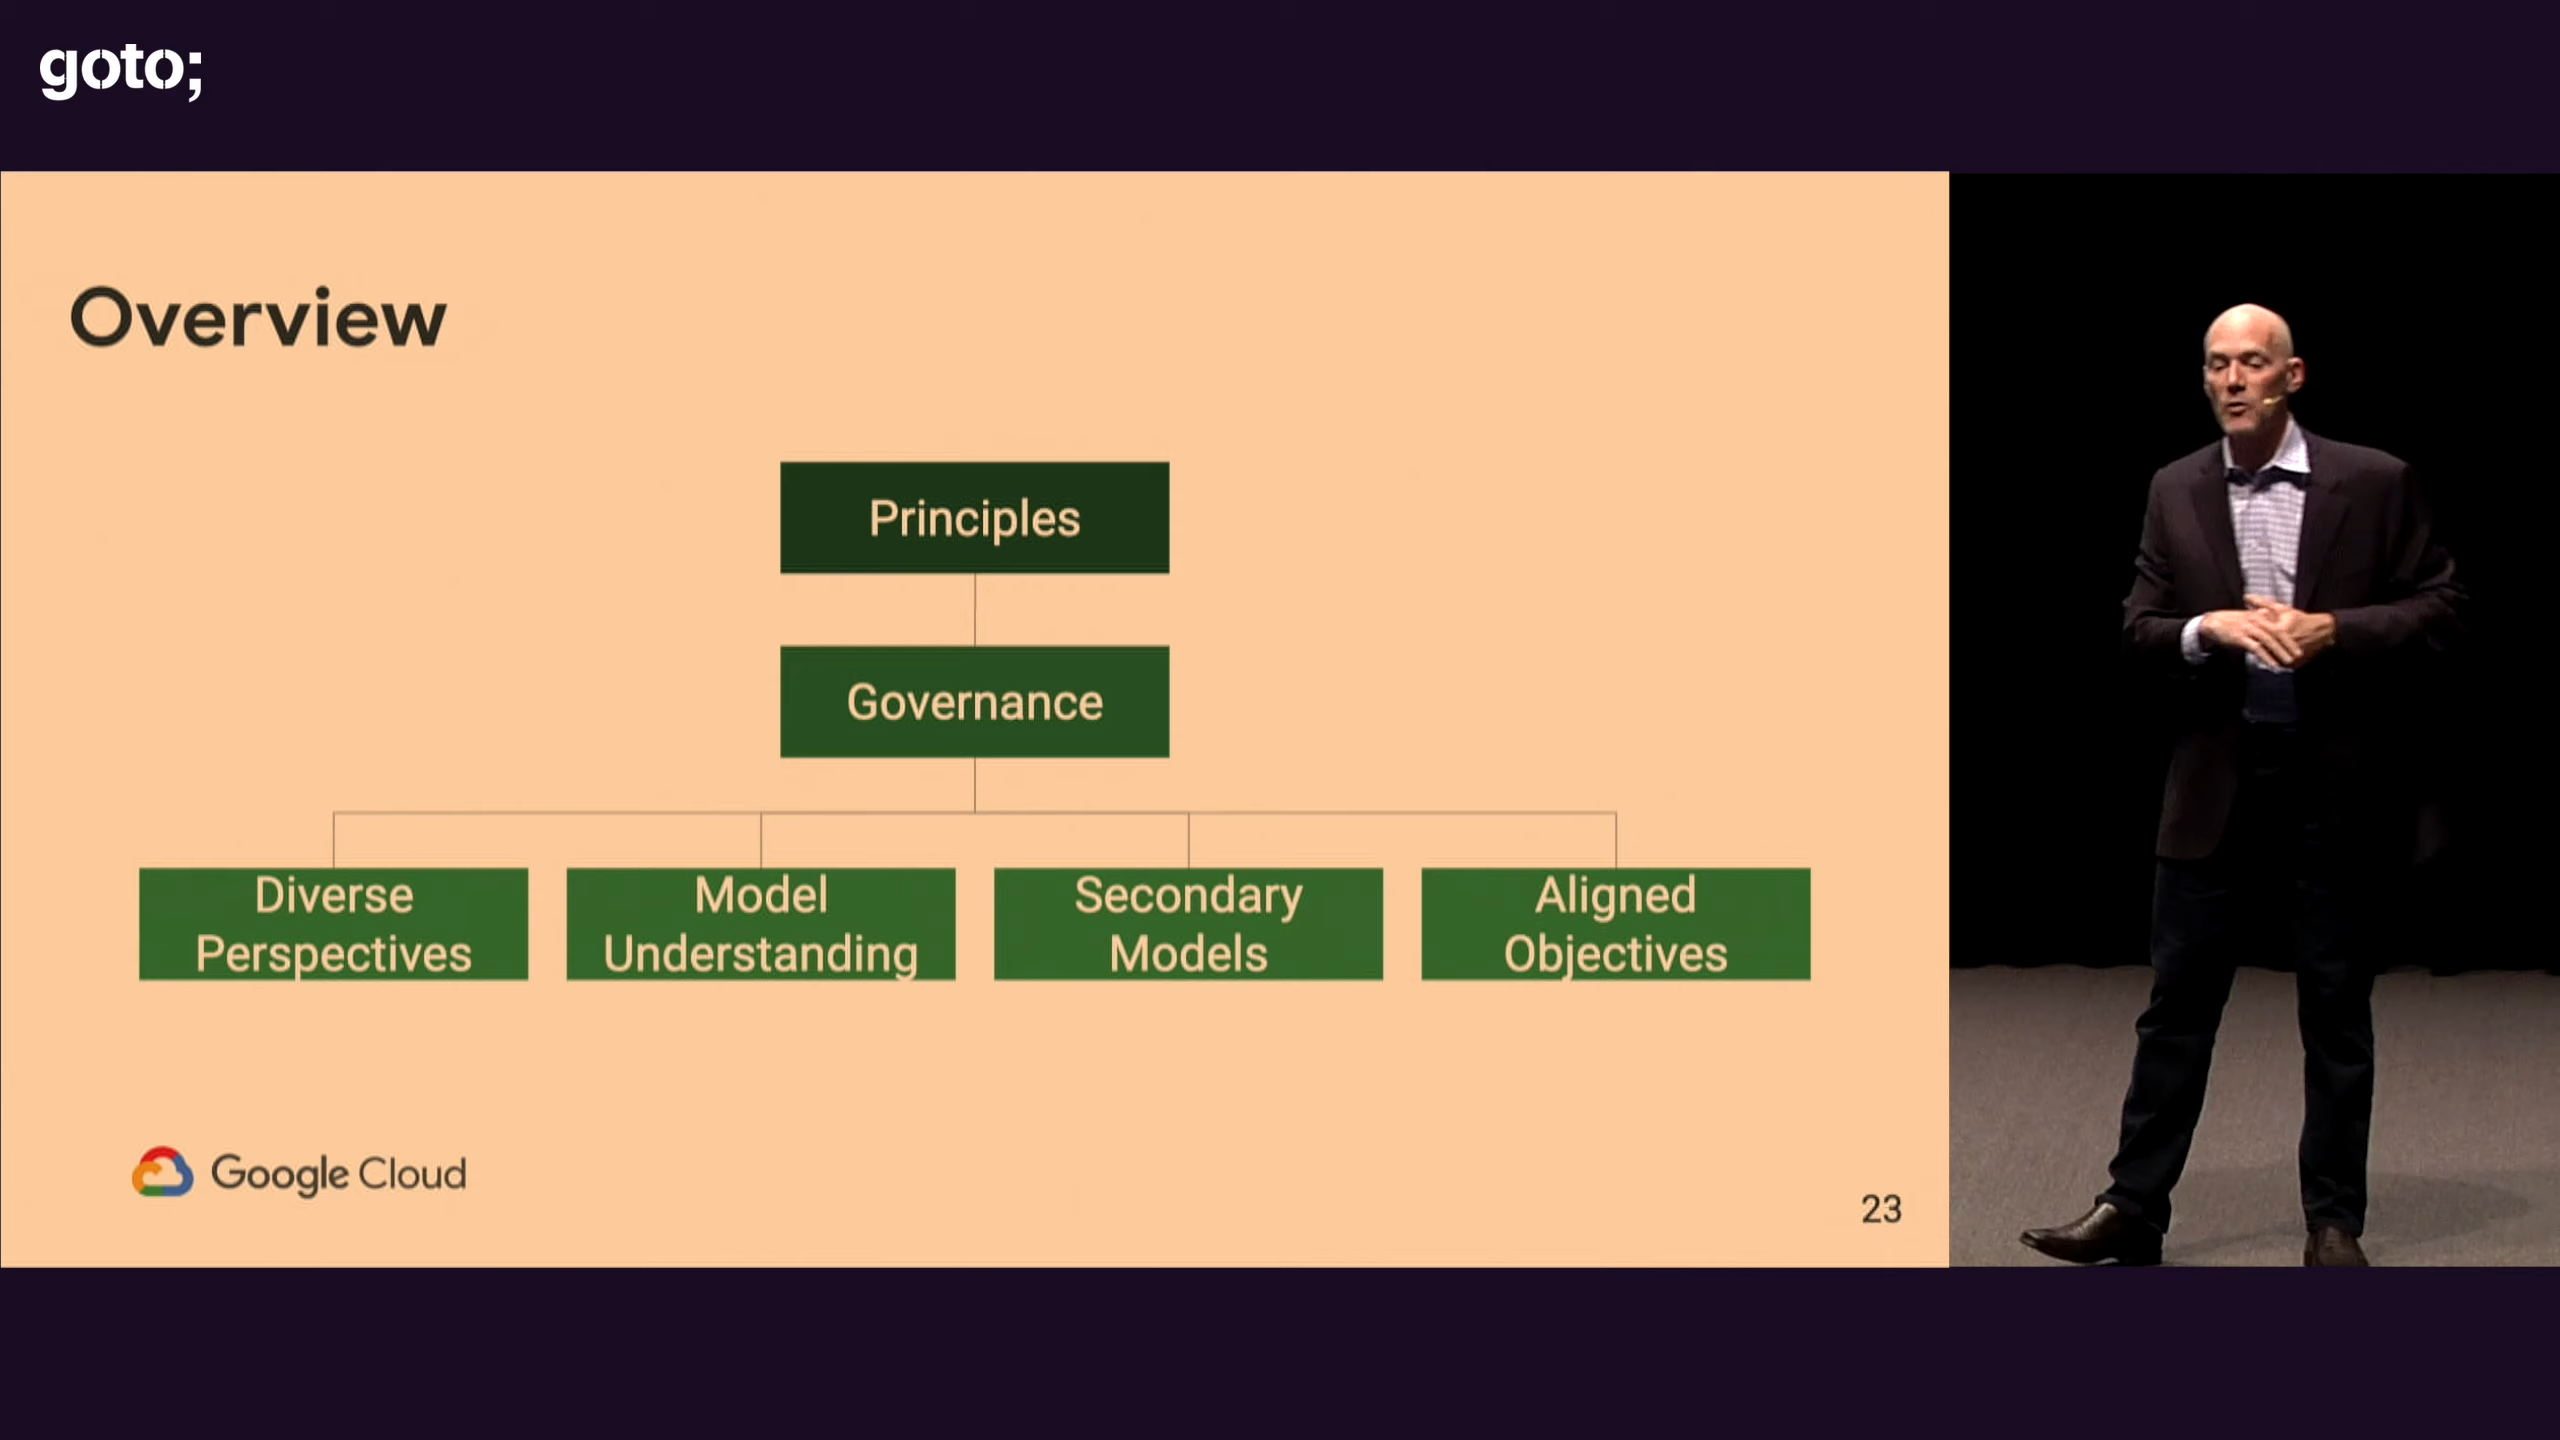 goto;
Overview
Principles
Governance
Diverse
Perspectives
Model
Understanding
Secondary
Models
Aligned
Objectives
Google Cloud
23